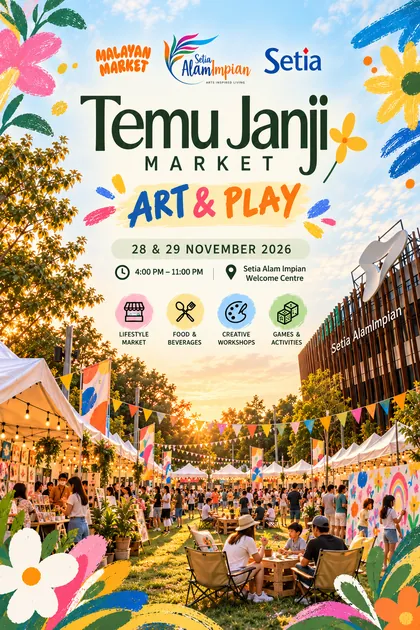 MALAYAN
MARKET
Setia
AlamImpian
ARTS INSPIRED LIVING
Setia
Temu Janji
MARKET
ART & PLAY
28 & 29 NOVEMBER 2026
4:00 PM – 11:00 PM
Setia Alam Impian
Welcome Centre
LIFESTYLE
MARKET
FOOD &
BEVERAGES
CREATIVE
WORKSHOPS
GAMES &
ACTIVITIES
Setia AlamImpian